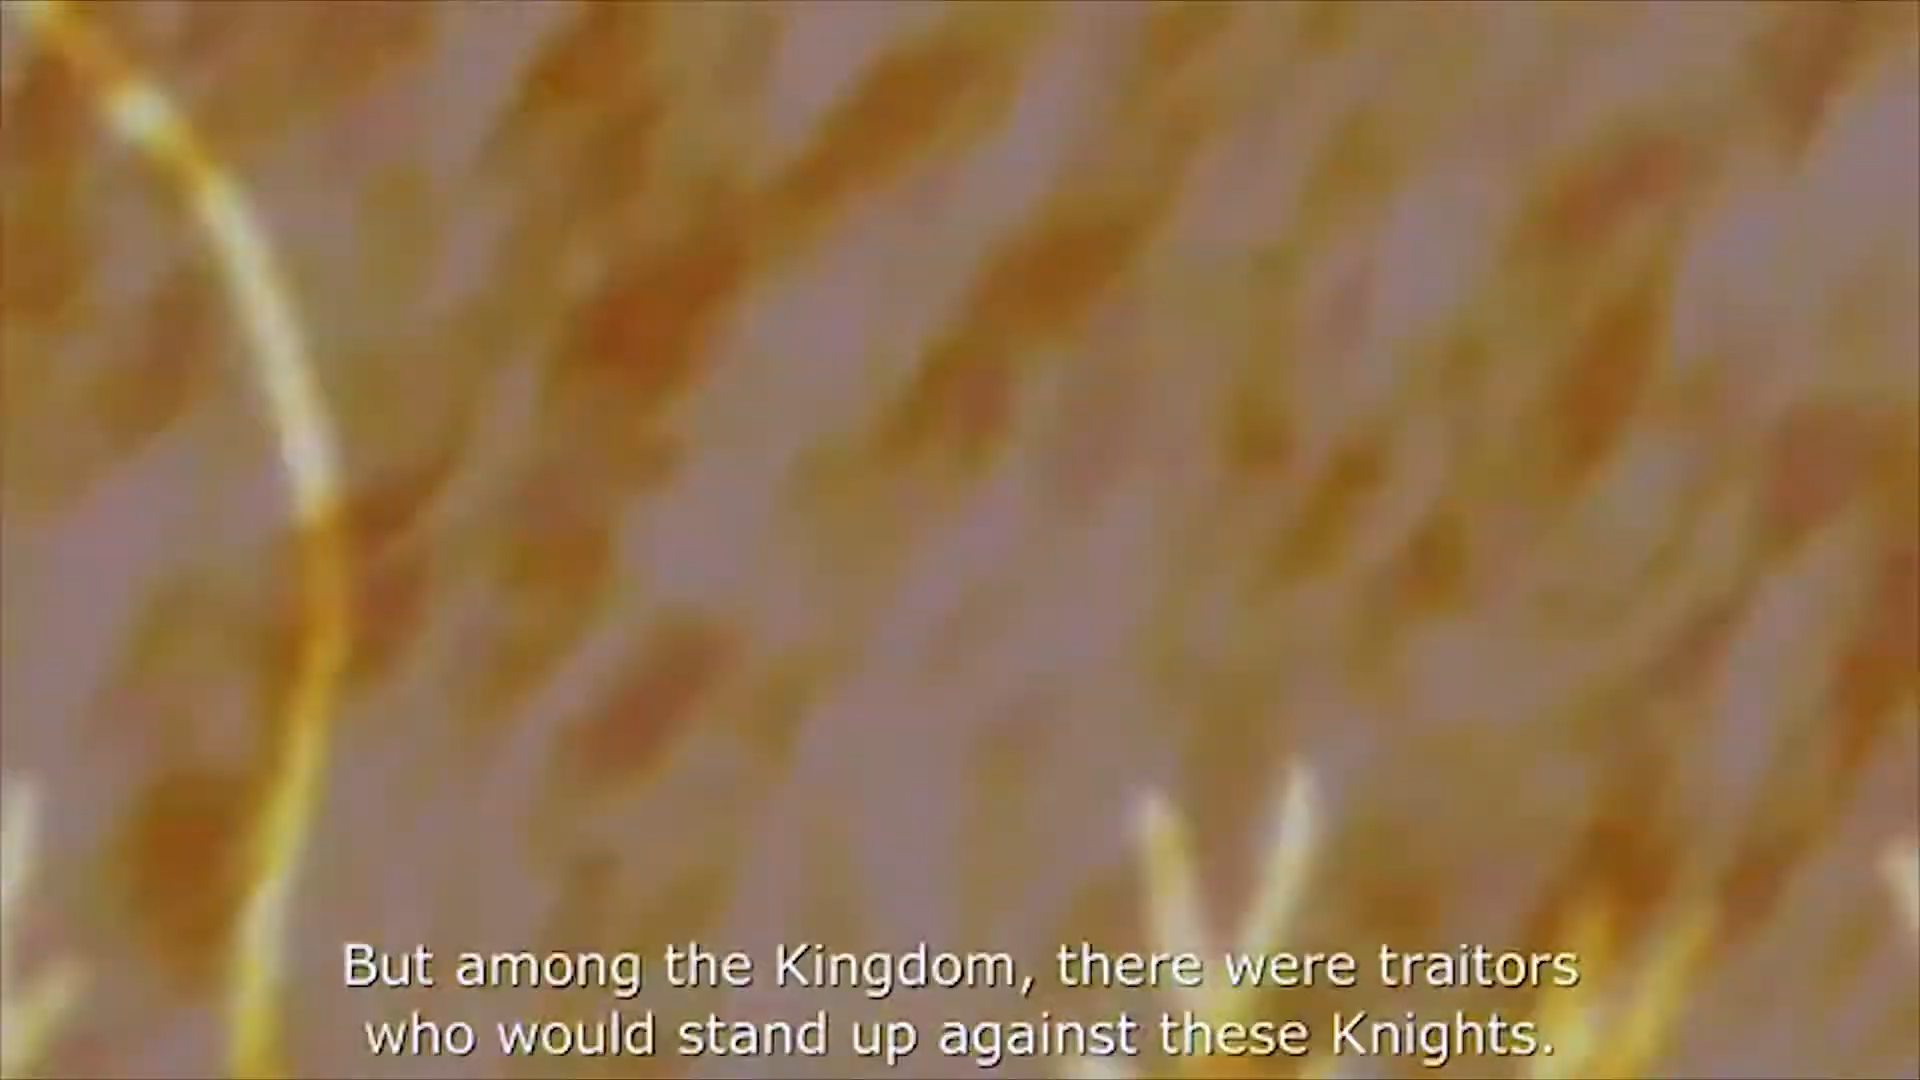 But among the Kingdom, there were traitors
who would stand up against these Knights.